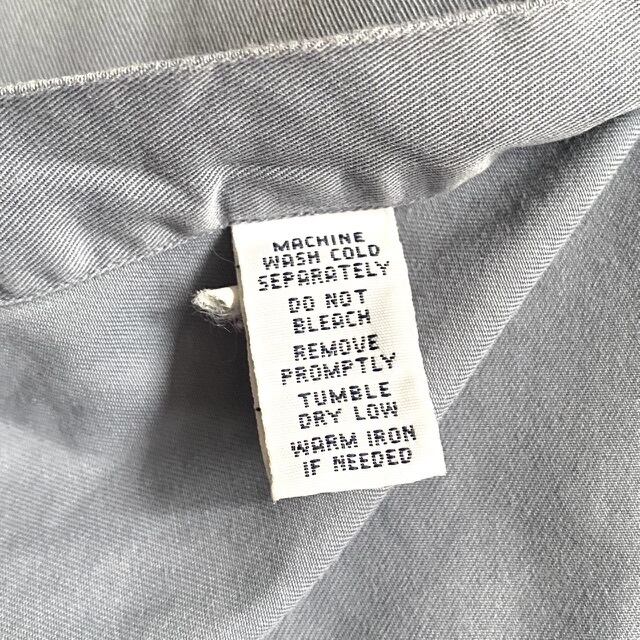 MACHINE
WASH COLD
SEPARATELY
DO NOT
BLEACH
REMOVE
PROMPTLY
TUMBLE
DRY LOW
WARM IRON
IF NEEDED